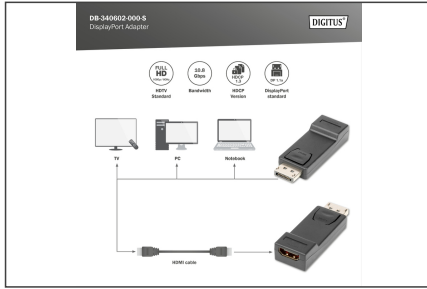 DB-340602-000-S
DisplayPort Adapter
DIGITUS®
FULL
HD
10.8
Gbps
HDCP
1.3
DP 1.1a
HDTV
Standard
Bandwidth
HDCP
Version
DisplayPort
standard
TV
PC
Notebook
HDMI cable